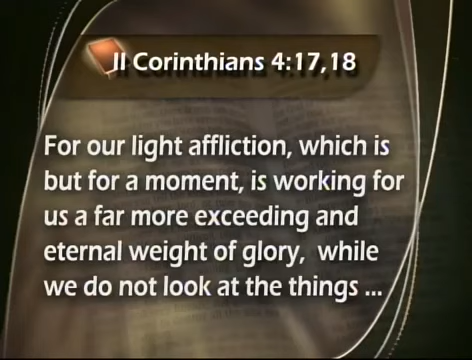 II Corinthians 4:17,18
For our light affliction, which is
but for a moment, is working for
us a far more exceeding and
eternal weight of glory, while
we do not look at the things ...